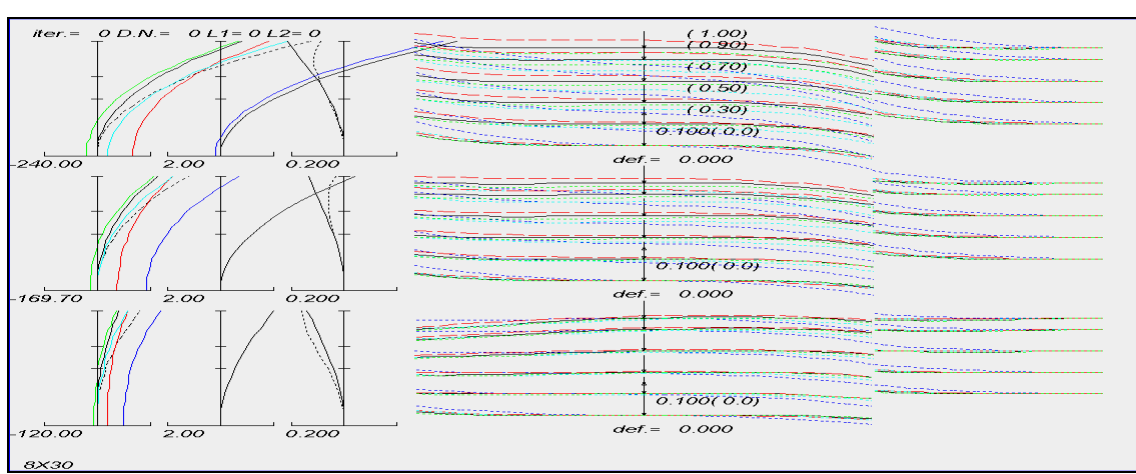 iter.= 0 D.N.= 0 L1= 0 L2= 0
( 1.00)
( 0.90)
( 0.70)
( 0.50)
( 0.30)
0.100( 0.0)
-240.00 2.00 0.200 def.= 0.000
0.100( 0.0)
-169.70 2.00 0.200 def.= 0.000
0.100( 0.0)
-120.00 2.00 0.200 def.= 0.000
8X30